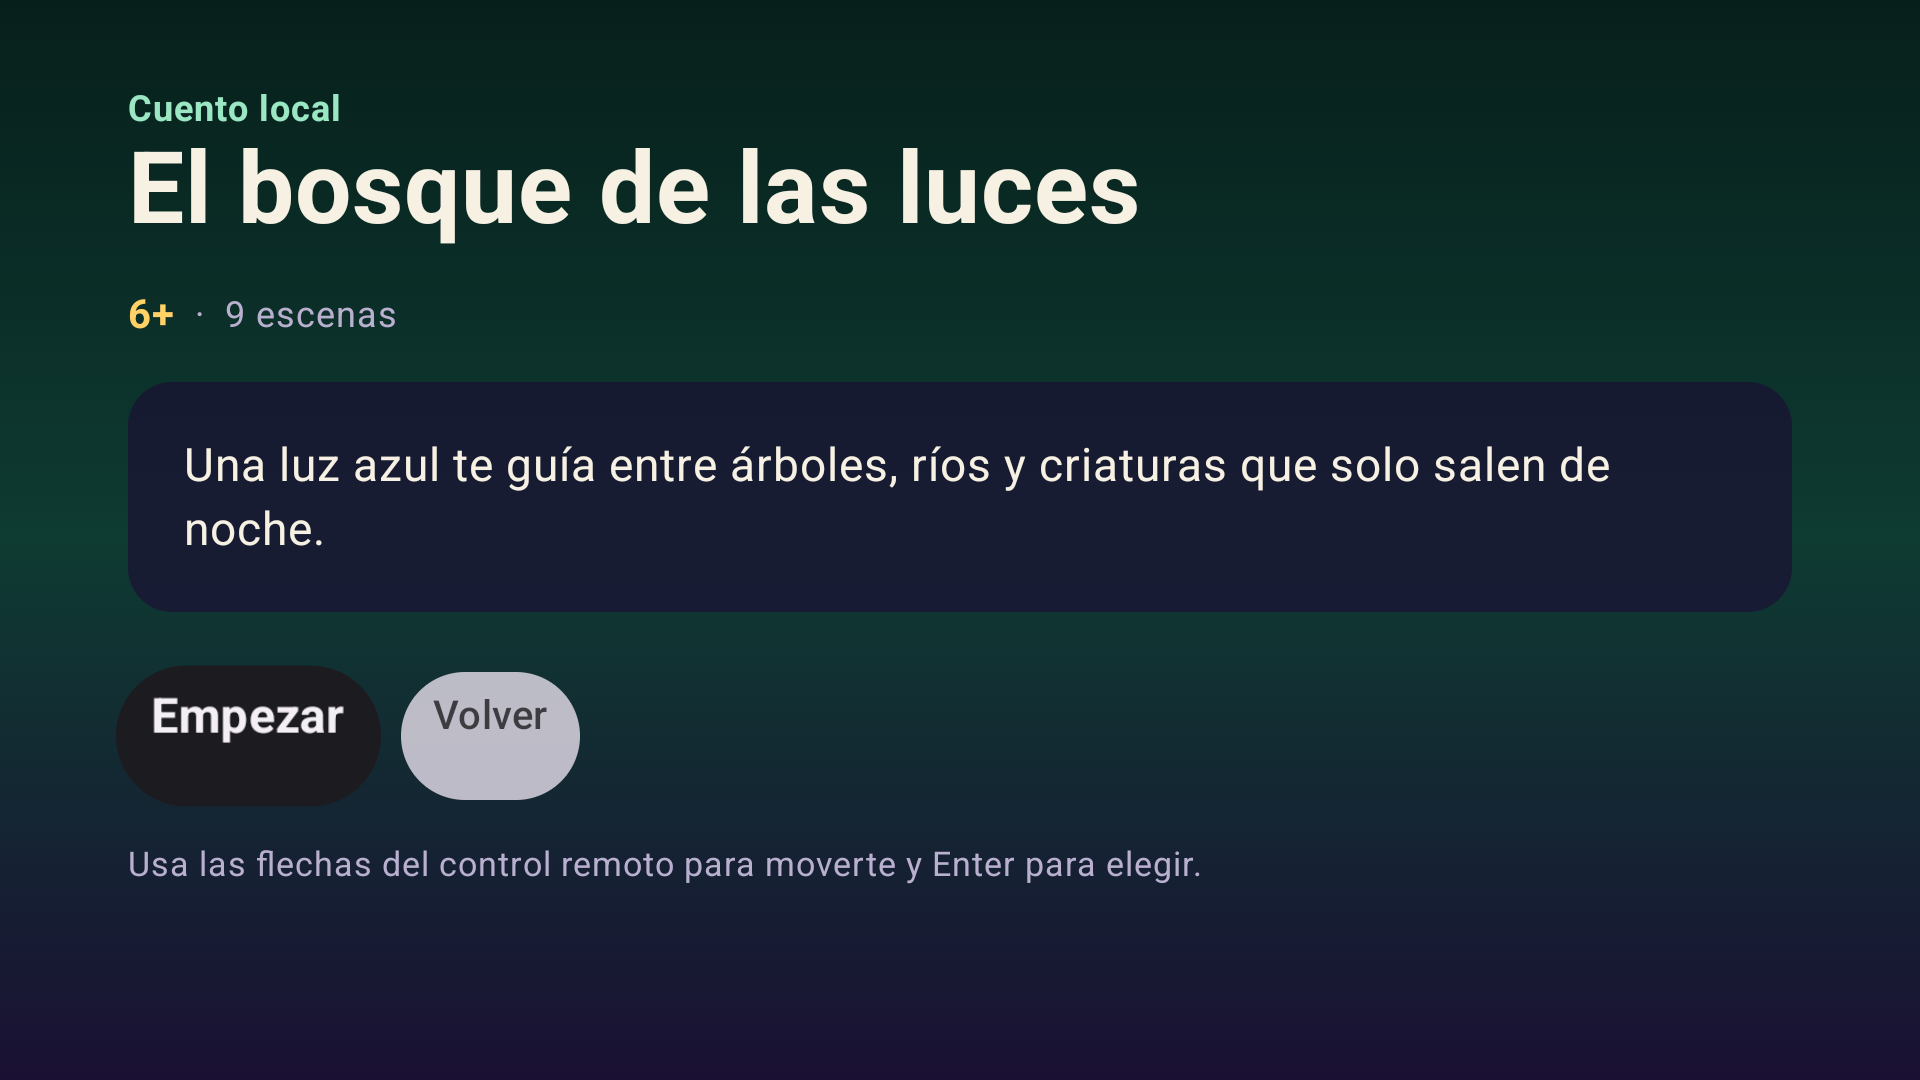 Cuento local
El bosque de las luces
6+ · 9 escenas
Una luz azul te guía entre árboles, ríos y criaturas que solo salen de
noche.
Empezar Volver
Usa las flechas del control remoto para moverte y Enter para elegir.